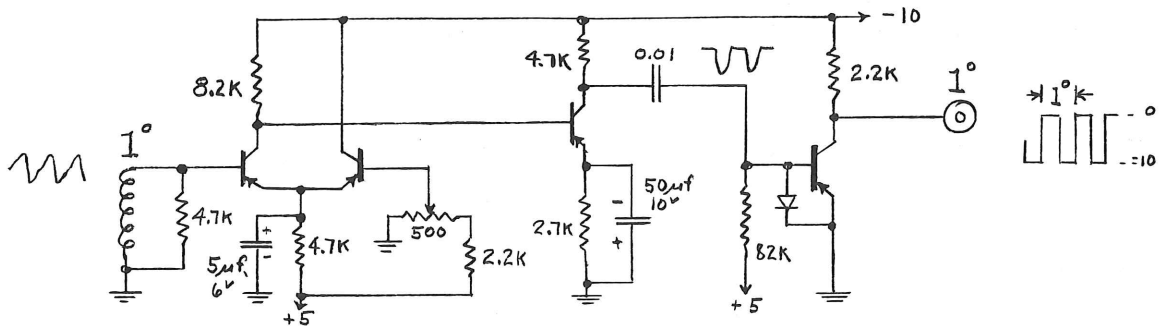 -10
8.2K
4.7K
0.01
2.2K
1°
1°
1°
0
-10
4.7K
5μf,
6v
4.7K
500
2.2K
+5
2.7K
-
50μf
10v
+
82K
+5
+
-